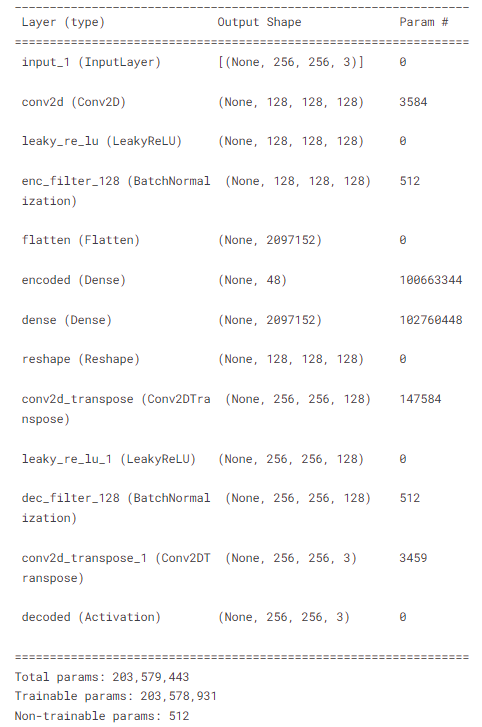 Layer (type) Output Shape Param #
input_1 (InputLayer) [(None, 256, 256, 3)] 0
conv2d (Conv2D) (None, 128, 128, 128) 3584
leaky_re_lu (LeakyReLU) (None, 128, 128, 128) 0
enc_filter_128 (BatchNormal (None, 128, 128, 128) 512
ization)
flatten (Flatten) (None, 2097152) 0
encoded (Dense) (None, 48) 100663344
dense (Dense) (None, 2097152) 102760448
reshape (Reshape) (None, 128, 128, 128) 0
conv2d_transpose (Conv2DTra (None, 256, 256, 128) 147584
nspose)
leaky_re_lu_1 (LeakyReLU) (None, 256, 256, 128) 0
dec_filter_128 (BatchNormal (None, 256, 256, 128) 512
ization)
conv2d_transpose_1 (Conv2DT (None, 256, 256, 3) 3459
ranspose)
decoded (Activation) (None, 256, 256, 3) 0
Total params: 203,579,443
Trainable params: 203,578,931
Non-trainable params: 512